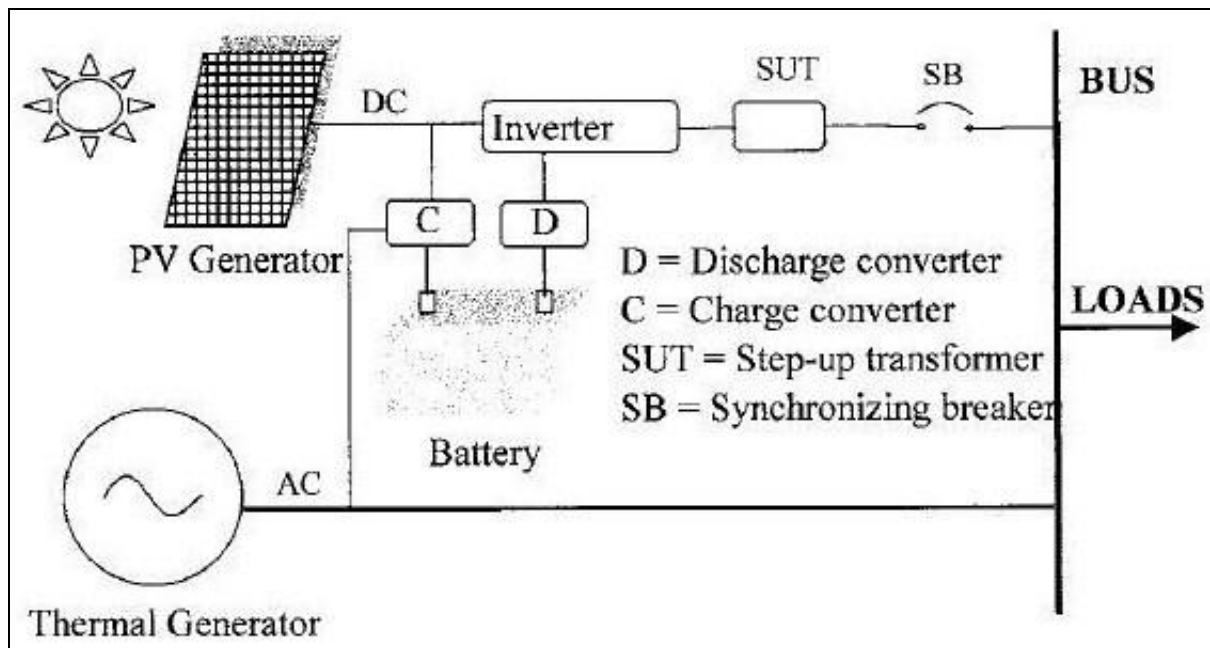 SUT
SB
BUS
DC
Inverter
C
D
PV Generator
D = Discharge converter
C = Charge converter
LOADS
SUT = Step-up transformer
SB = Synchronizing breaker
Battery
AC
Thermal Generator